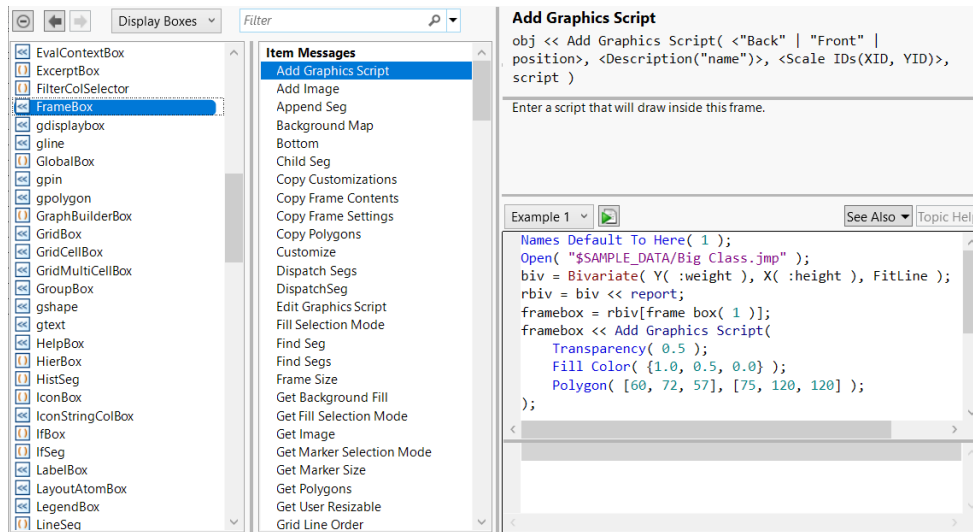 Display Boxes
Filter
EvalContextBox
ExcerptBox
FilterColSelector
FrameBox
gdisplaybox
gline
GlobalBox
gpin
gpolygon
GraphBuilderBox
GridBox
GridCellBox
GridMultiCellBox
GroupBox
gshape
gtext
HelpBox
HierBox
HistSeg
IconBox
IconStringColBox
IfBox
IfSeg
LabelBox
LayoutAtomBox
LegendBox
LineSeg
Item Messages
Add Graphics Script
Add Image
Append Seg
Background Map
Bottom
Child Seg
Copy Customizations
Copy Frame Contents
Copy Frame Settings
Copy Polygons
Customize
Dispatch Segs
DispatchSeg
Edit Graphics Script
Fill Selection Mode
Find Seg
Find Segs
Frame Size
Get Background Fill
Get Fill Selection Mode
Get Image
Get Marker Selection Mode
Get Marker Size
Get Polygons
Get User Resizable
Grid Line Order
Add Graphics Script
obj << Add Graphics Script( <"Back" | "Front" |
position>, <Description("name")>, <Scale IDs(XID, YID)>,
script )
Enter a script that will draw inside this frame.
Example 1
See Also
Topic Help
Names Default To Here( 1 );
Open( "$SAMPLE_DATA/Big Class.jmp" );
biv = Bivariate( Y( :weight ), X( :height ), FitLine );
rbiv = biv << report;
framebox = rbiv[frame box( 1 )];
framebox << Add Graphics Script(
Transparency( 0.5 );
Fill Color( {1.0, 0.5, 0.0} );
Polygon( [60, 72, 57], [75, 120, 120] );
);